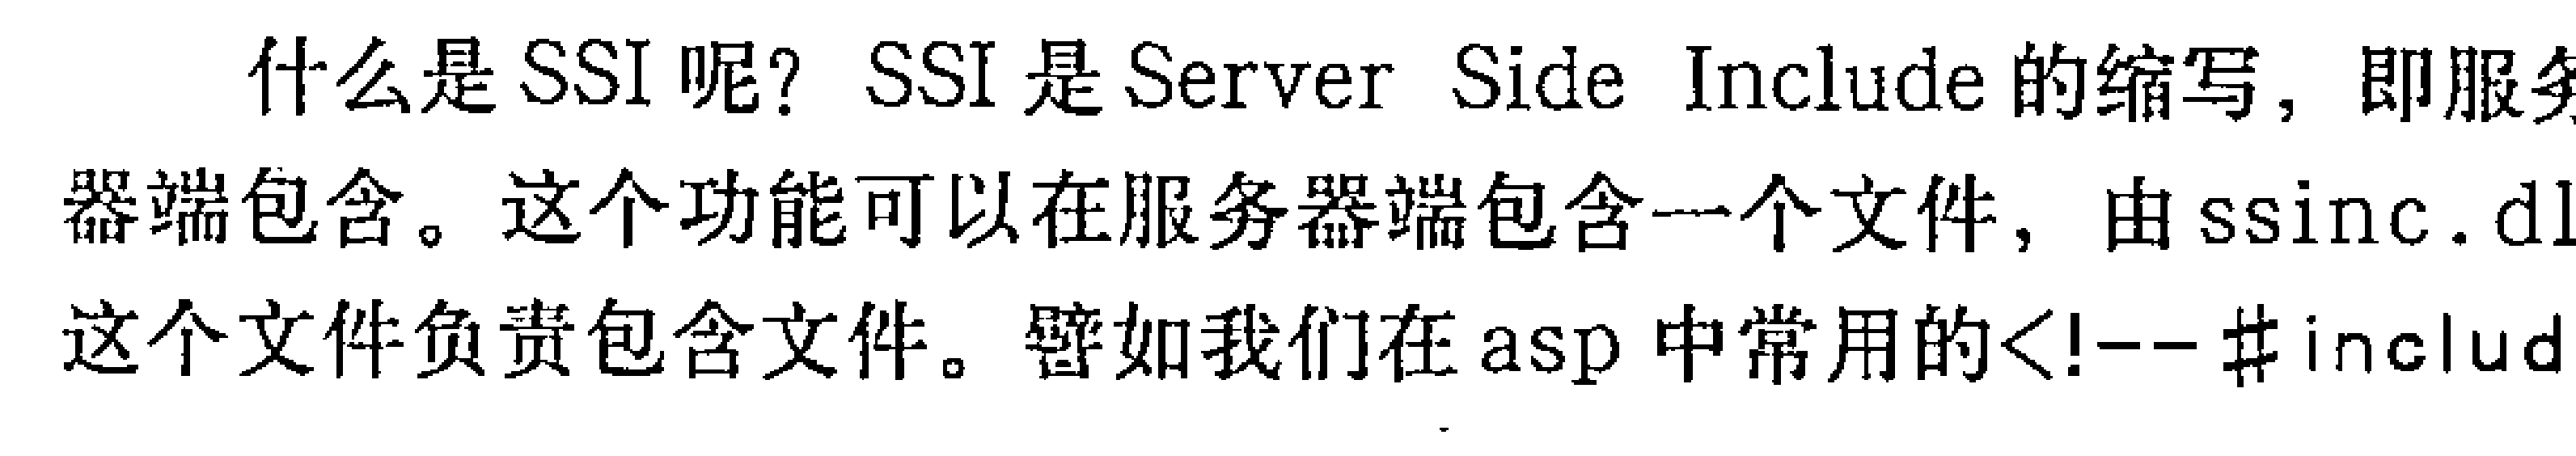 什么是SSI呢？SSI是Server Side Include的缩写，即服务
器端包含。这个功能可以在服务器端包含一个文件，由ssinc.dl
这个文件负责包含文件。譬如我们在asp中常用的<!--#includ